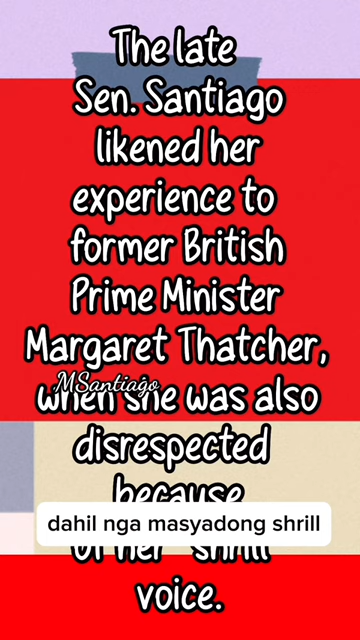 The late
Sen. Santiago
likened her
experience to
former British
Prime Minister
Margaret Thatcher,
MSantiago
when she was also
disrespected
because
dahil nga masyadong shrill
of her "shrill"
voice.